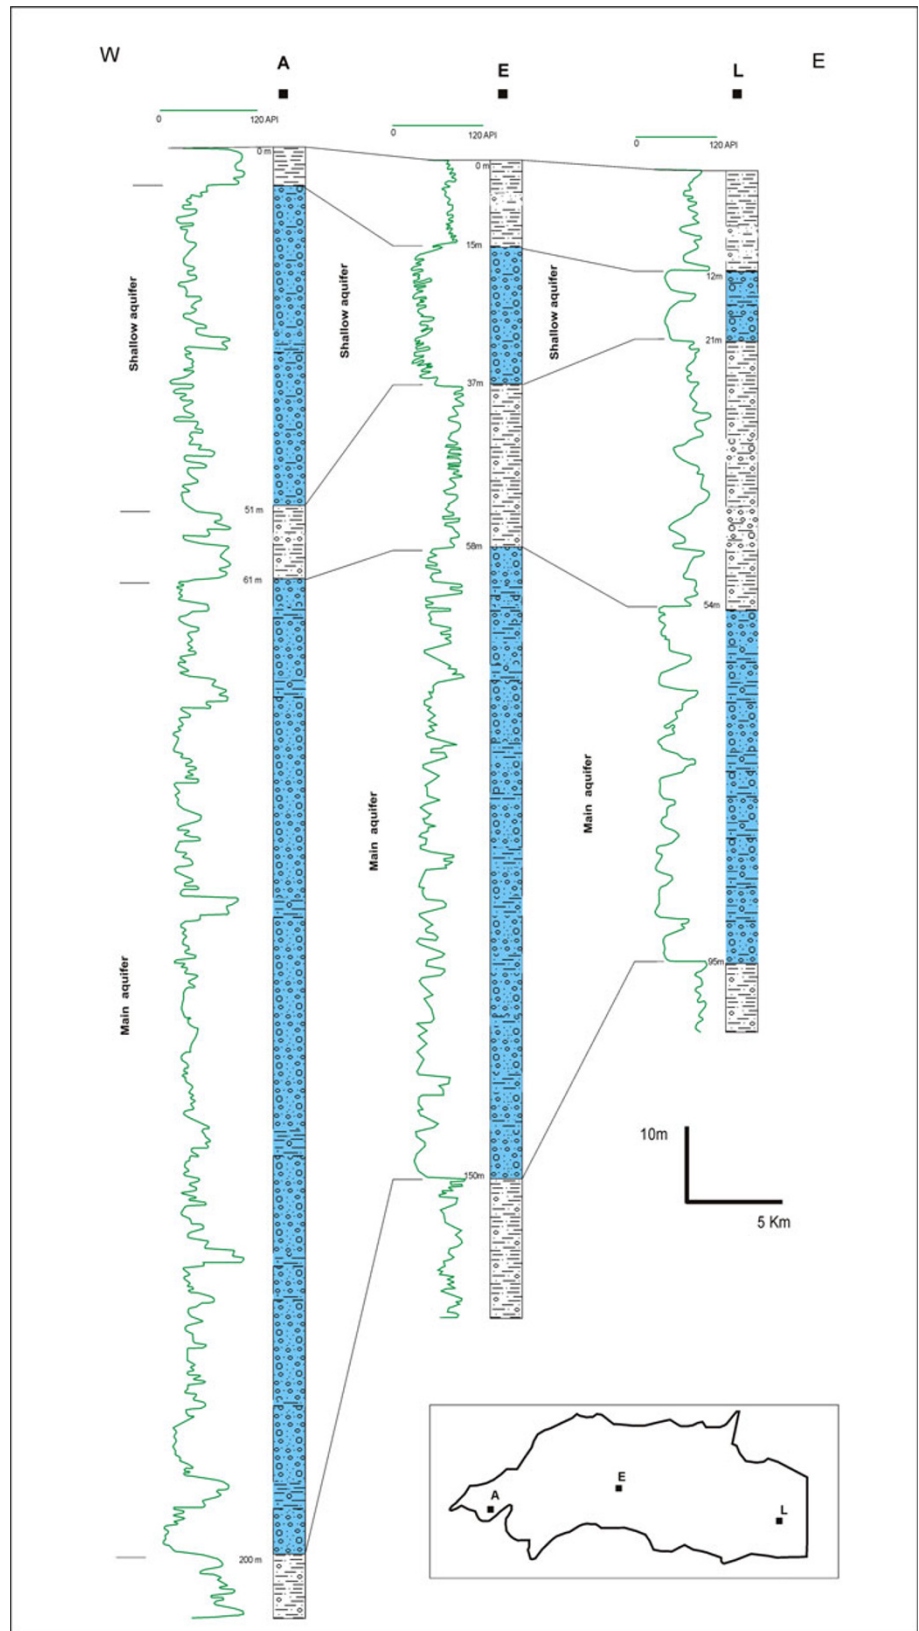 W
A
E
L
E
0
120 API
0
120 API
0
120 API
0 m
0 m
15m
12m
Shallow aquifer
Shallow aquifer
Shallow aquifer
21m
37m
51 m
58m
61 m
54m
Main aquifer
Main aquifer
Main aquifer
95m
10m
5 Km
150m
A
E
L
200 m